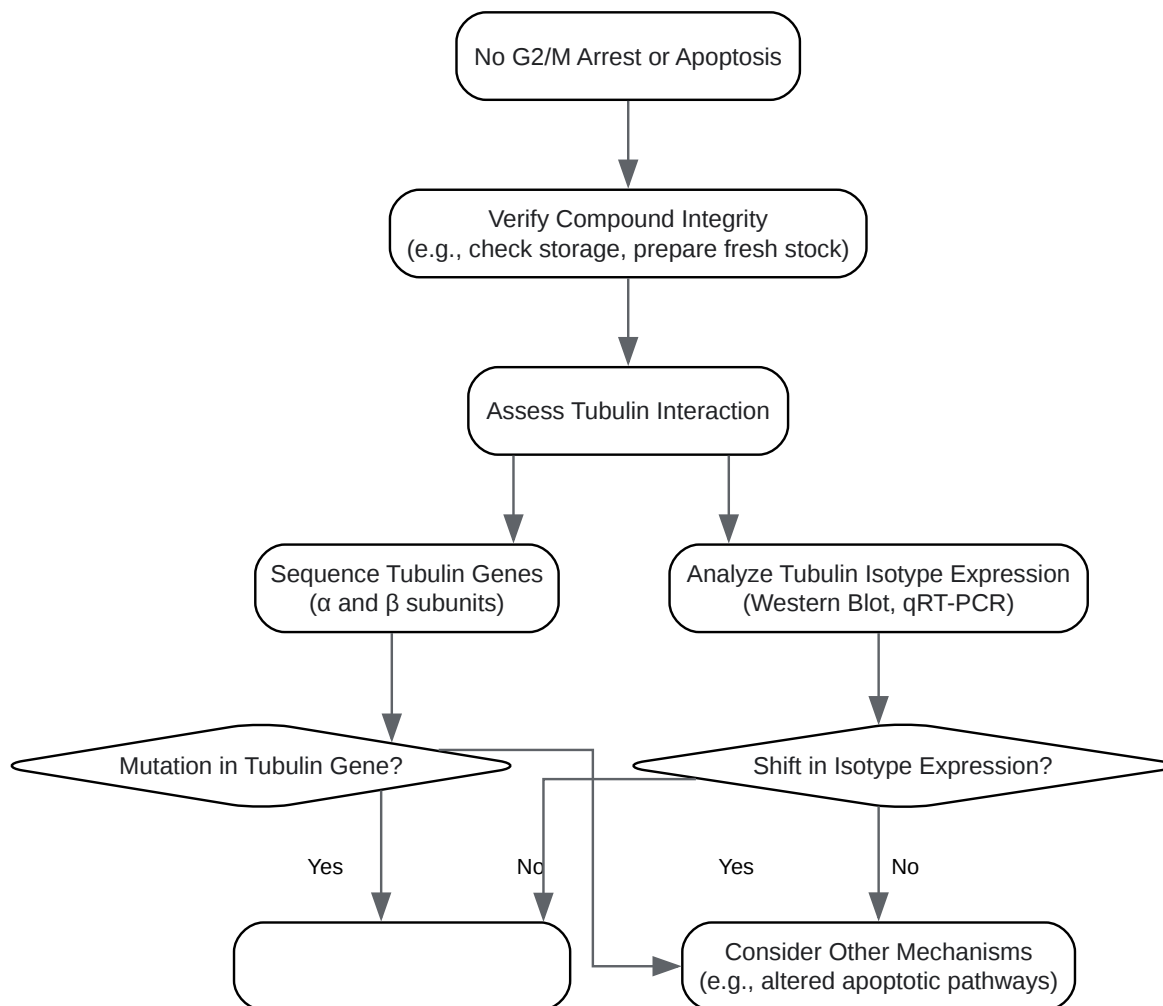 No G2/M Arrest or Apoptosis
Verify Compound Integrity
(e.g., check storage, prepare fresh stock)
Assess Tubulin Interaction
Sequence Tubulin Genes
(α and β subunits)
Analyze Tubulin Isotype Expression
(Western Blot, qRT-PCR)
Mutation in Tubulin Gene?
Shift in Isotype Expression?
Yes
No
Yes
No
Consider Other Mechanisms
(e.g., altered apoptotic pathways)